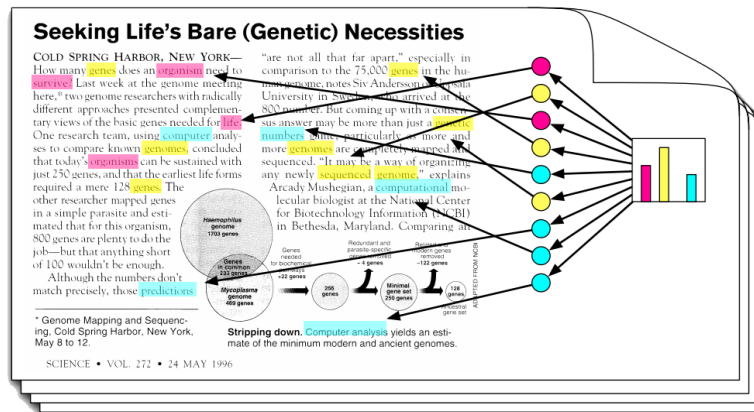 Seeking Life's Bare (Genetic) Necessities
COLD SPRING HARBOR, NEW YORK—
How many genes does an organism need to
survive? Last week at the genome meeting
here,* two genome researchers with radically
different approaches presented complemen-
tary views of the basic genes needed for life
One research team, using computer analy-
ses to compare known genomes, concluded
that today's organisms can be sustained with
just 250 genes, and that the earliest life forms
required a mere 128 genes. The
other researcher mapped genes
in a simple parasite and esti-
mated that for this organism,
800 genes are plenty to do the
job—but that anything short
of 100 wouldn't be enough.
Although the numbers don't
match precisely, those predictions
* Genome Mapping and Sequenc-
ing, Cold Spring Harbor, New York,
May 8 to 12.
"are not all that far apart," especially in
comparison to the 75,000 genes in the hu-
man genome, notes Siv Andersson
University in Sweden, who arrived at the
800 number. But coming up with a consen-
sus answer may be more than just a genetic
numbers game, particularly as more and
more genomes are completely mapped and
sequenced. "It may be a way of organizing
any newly sequenced genome," explains
Arcady Mushegian, a computational mo-
lecular biologist at the National Center
for Biotechnology Information (NCBI)
in Bethesda, Maryland. Comparing an
Haemophilus
genome
1703 genes
Genes
in common
233 genes
Mycoplasma
genome
469 genes
Genes
needed
for biochemical
pathways
+22 genes
256
genes
Redundant and
parasite-specific
genes removed
– 4 genes
Minimal
gene set
250 genes
Related and
modern genes
removed
–122 genes
128
genes
Ancestral
gene set
ADAPTED FROM NCBI
Stripping down. Computer analysis yields an esti-
mate of the minimum modern and ancient genomes.
SCIENCE • VOL. 272 • 24 MAY 1996